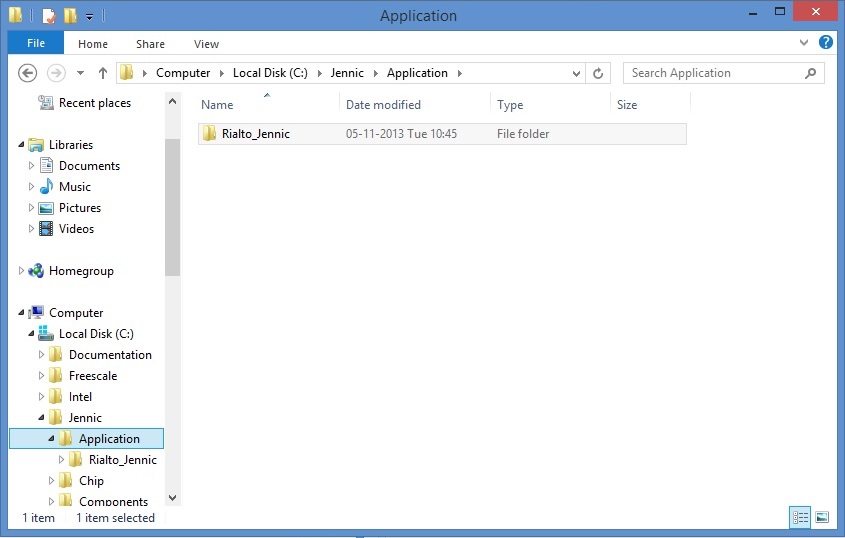 Application
File Home Share View
Computer Local Disk (C:) Jennic Application Search Application
Name Date modified Type Size
Rialto_Jennic 05-11-2013 Tue 10:45 File folder
Recent places
Libraries
Documents
Music
Pictures
Videos
Homegroup
Computer
Local Disk (C:)
Documentation
Freescale
Intel
Jennic
Application
Rialto_Jennic
Chip
Components
1 item 1 item selected